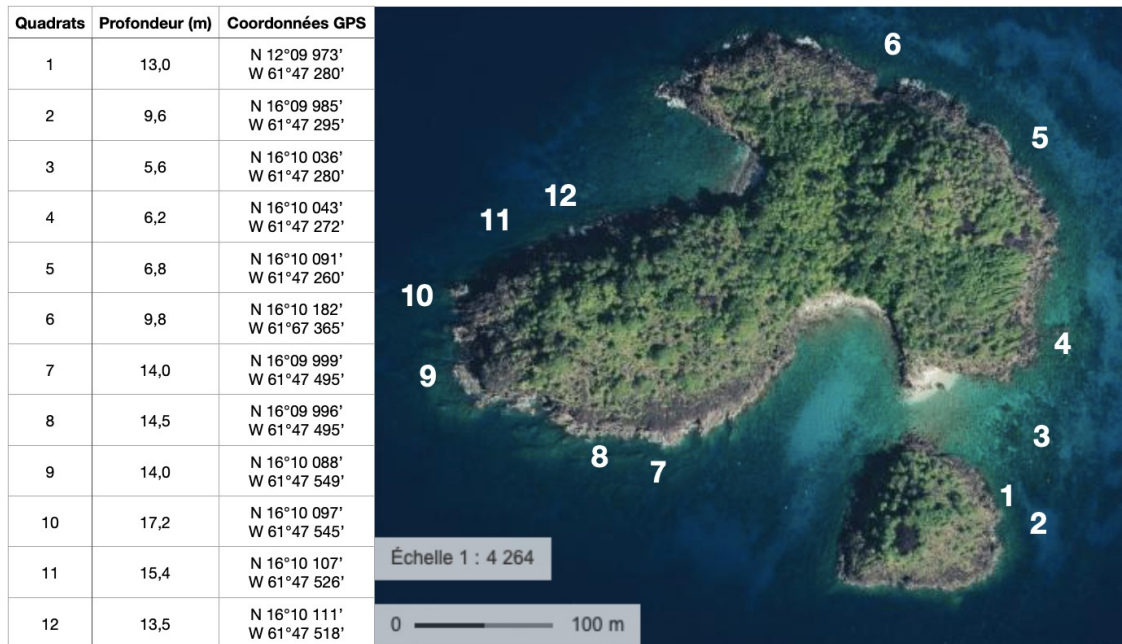 Quadrats Profondeur (m) Coordonnées GPS
1 13,0 N 12°09 973’
W 61°47 280’
2 9,6 N 16°09 985’
W 61°47 295’
3 5,6 N 16°10 036’
W 61°47 280’
4 6,2 N 16°10 043’
W 61°47 272’
5 6,8 N 16°10 091’
W 61°47 260’
6 9,8 N 16°10 182’
W 61°67 365’
7 14,0 N 16°09 999’
W 61°47 495’
8 14,5 N 16°09 996’
W 61°47 495’
9 14,0 N 16°10 088’
W 61°47 549’
10 17,2 N 16°10 097’
W 61°47 545’
11 15,4 N 16°10 107’
W 61°47 526’
12 13,5 N 16°10 111’
W 61°47 518’
6
5
12
11
10
4
9
3
8
7
1
2
Échelle 1 : 4 264
0 100 m